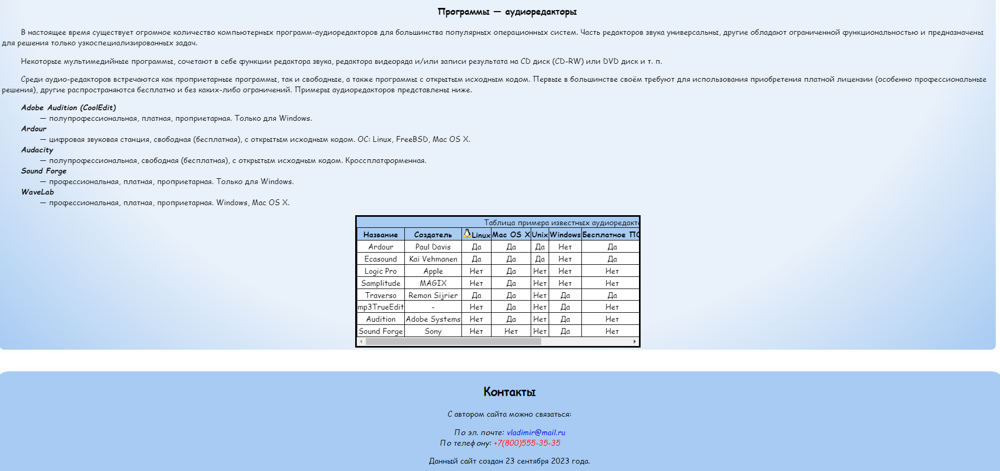 Программы — аудиоредакторы
В настоящее время существует огромное количество компьютерных программ-аудиоредакторов для большинства популярных операционных систем. Часть редакторов звука универсальны, другие обладают ограниченной функциональностью и предназначены
для решения только узкоспециализированных задач.
Некоторые мультимедийные программы, сочетают в себе функции редактора звука, редактора видеоряда и/или записи результата на CD диск (CD-RW) или DVD диск и т. п.
Среди аудио-редакторов встречаются как проприетарные программы, так и свободные, а также программы с открытым исходным кодом. Первые в большинстве своём требуют для использования приобретения платной лицензии (особенно профессиональные
решения), другие распространяются бесплатно и без каких-либо ограничений. Примеры аудиоредакторов представлены ниже.
Adobe Audition (CoolEdit)
— полупрофессиональная, платная, проприетарная. Только для Windows.
Ardour
— цифровая звуковая станция, свободная (бесплатная), с открытым исходным кодом. ОС: Linux, FreeBSD, Mac OS X.
Audacity
— полупрофессиональная, свободная (бесплатная), с открытым исходным кодом. Кроссплатформенная.
Sound Forge
— профессиональная, платная, проприетарная. Только для Windows.
WaveLab
— профессиональная, платная, проприетарная. Windows, Mac OS X.
Таблица примера известных аудиоредакто
Название Создатель Linux Mac OS X Unix Windows Бесплатное ПО
Ardour Paul Davis Да Да Да Нет Да
Ecasound Kai Vehmanen Да Да Да Нет Да
Logic Pro Apple Нет Да Нет Нет Нет
Samplitude MAGIX Нет Да Нет Нет Нет
Traverso Remon Sijrier Да Да Нет Да Да
mp3TrueEdit - Нет Да Нет Да Нет
Audition Adobe Systems Нет Да Нет Да Нет
Sound Forge Sony Нет Нет Нет Да Нет
Контакты
С автором сайта можно связаться:
По эл. почте: vladimir@mail.ru
По телефону: +7(800)555-35-35
Данный сайт создан 23 сентября 2023 года.